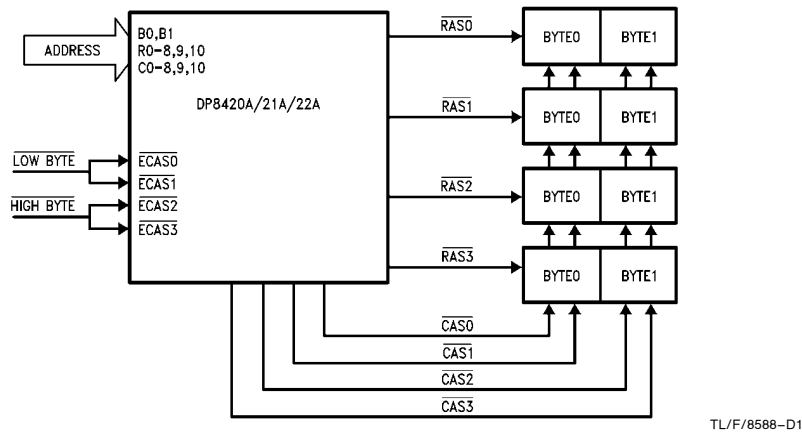 ADDRESS
B0,B1
R0-8,9,10
C0-8,9,10
DP8420A/21A/22A
LOW BYTE
HIGH BYTE
ECAS0
ECAS1
ECAS2
ECAS3
RAS0
RAS1
RAS2
RAS3
BYTE0 BYTE1
BYTE0 BYTE1
BYTE0 BYTE1
BYTE0 BYTE1
CAS0
CAS1
CAS2
CAS3
TL/F/8588–D1